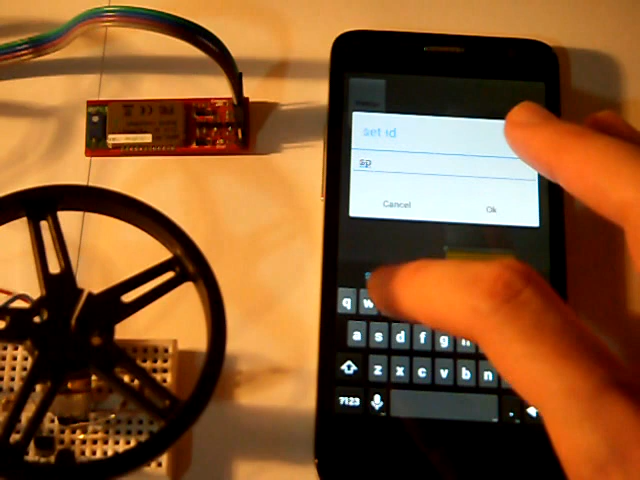 set id
sp
Cancel
Ok
q w
a s d f g h
z x c v b n
?123 .